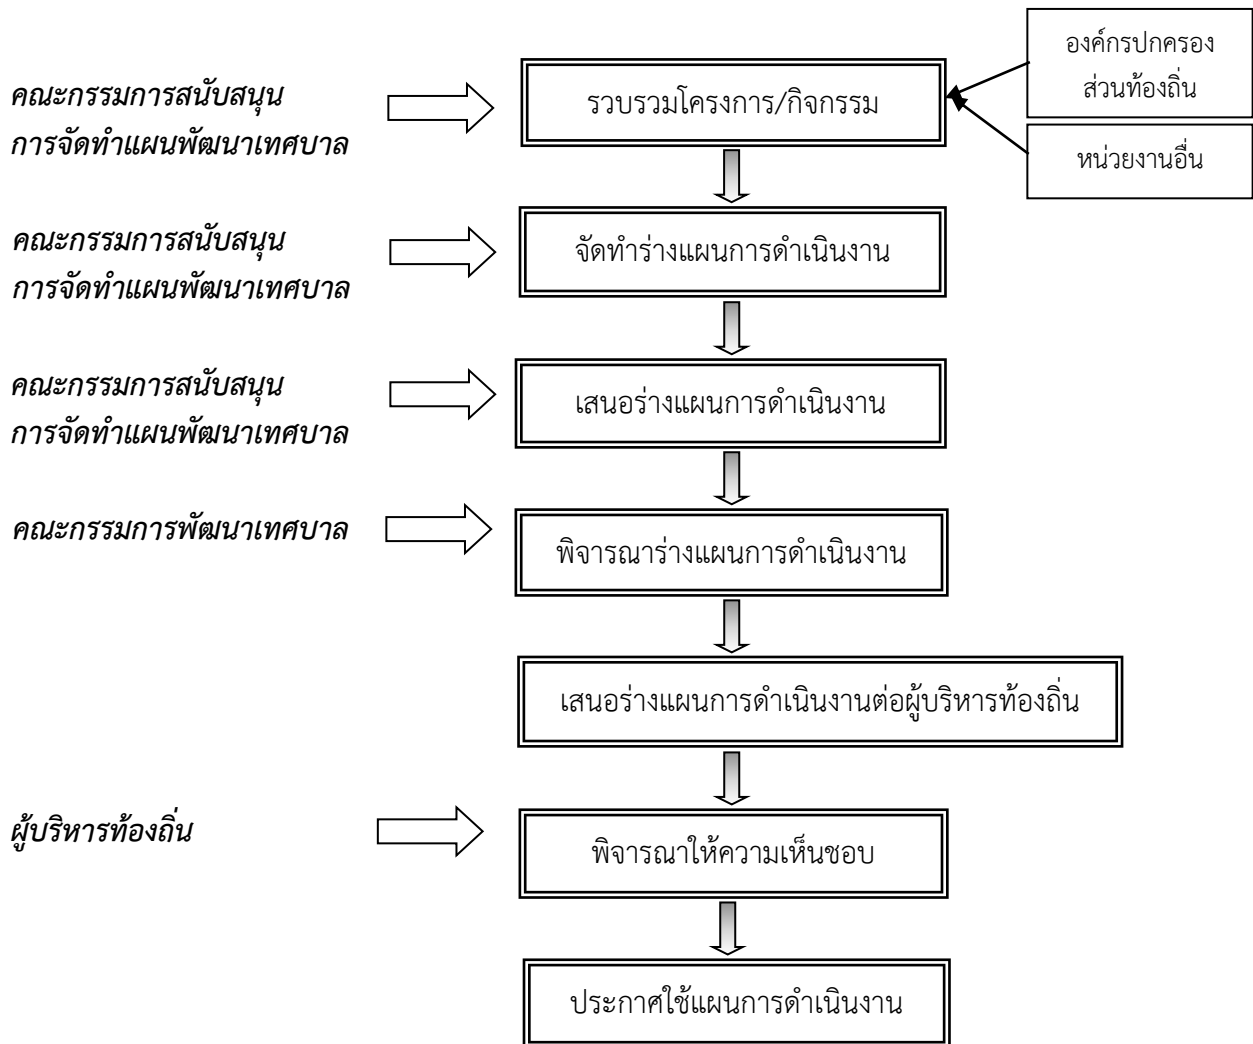 องค์กรปกครอง
ส่วนท้องถิ่น
คณะกรรมการสนับสนุน
การจัดทำแผนพัฒนาเทศบาล
รวบรวมโครงการ/กิจกรรม
หน่วยงานอื่น
คณะกรรมการสนับสนุน
การจัดทำแผนพัฒนาเทศบาล
จัดทำร่างแผนการดำเนินงาน
คณะกรรมการสนับสนุน
การจัดทำแผนพัฒนาเทศบาล
เสนอร่างแผนการดำเนินงาน
คณะกรรมการพัฒนาเทศบาล
พิจารณาร่างแผนการดำเนินงาน
เสนอร่างแผนการดำเนินงานต่อผู้บริหารท้องถิ่น
ผู้บริหารท้องถิ่น
พิจารณาให้ความเห็นชอบ
ประกาศใช้แผนการดำเนินงาน